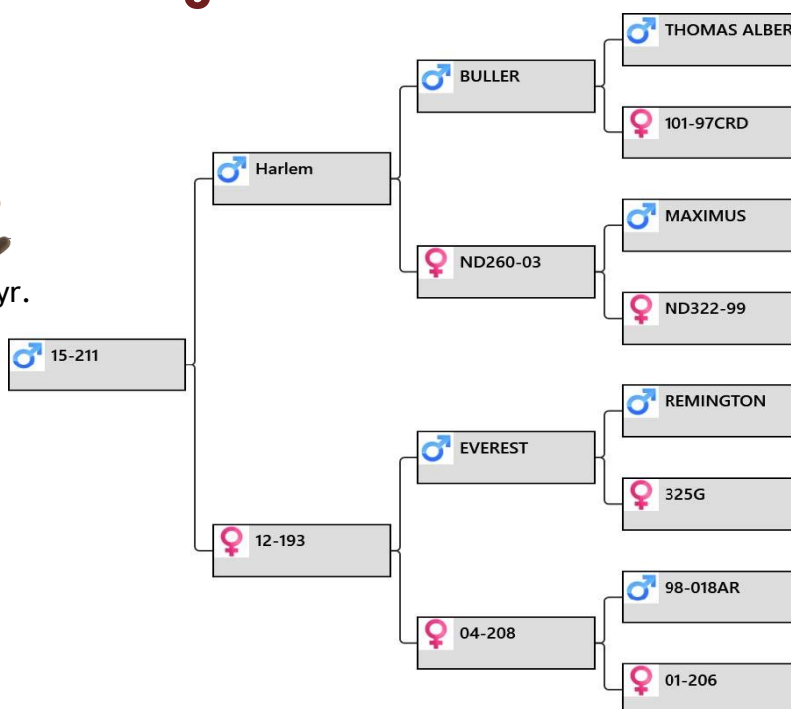 THOMAS ALBER
BULLER
101-97CRD
Harlem
MAXIMUS
ND260-03
yr.
ND322-99
15-211
REMINGTON
EVEREST
325G
12-193
98-018AR
04-208
01-206